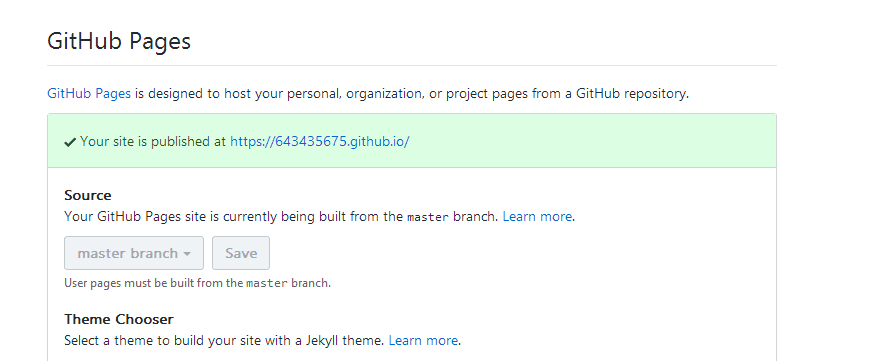 GitHub Pages
GitHub Pages is designed to host your personal, organization, or project pages from a GitHub repository.
✔ Your site is published at https://643435675.github.io/
Source
Your GitHub Pages site is currently being built from the master branch. Learn more.
master branch
Save
User pages must be built from the master branch.
Theme Chooser
Select a theme to build your site with a Jekyll theme. Learn more.